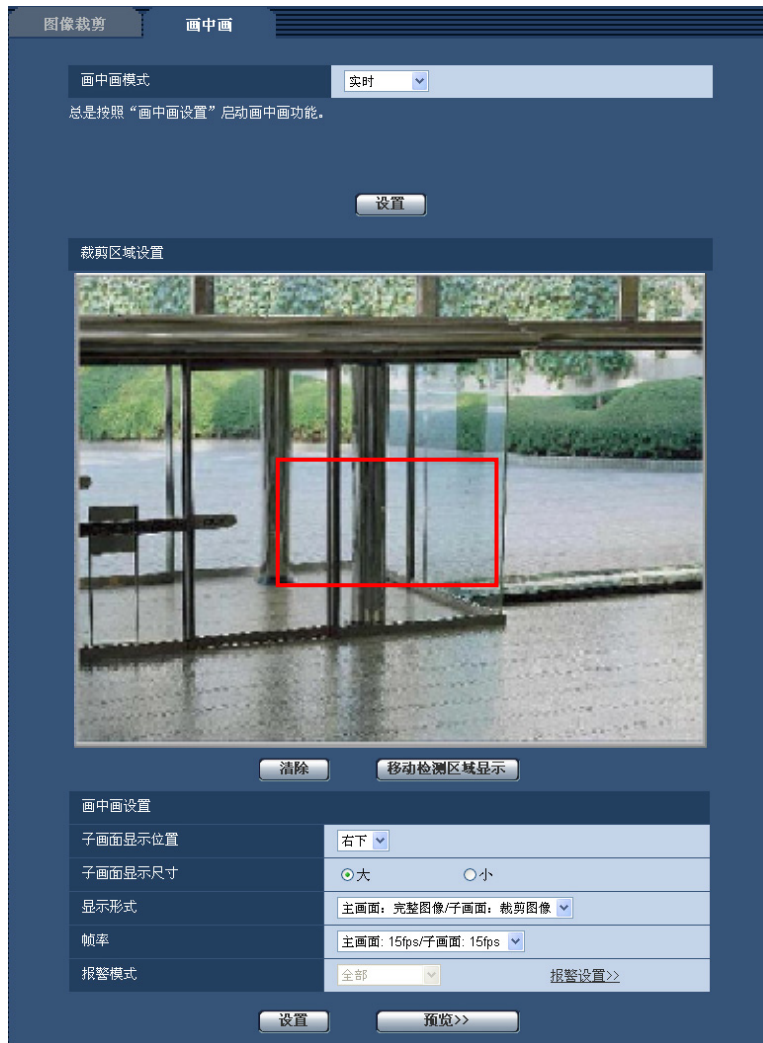 图像裁剪 画中画
画中画模式 实时
总是按照“画中画设置”启动画中画功能。
设置
裁剪区域设置
清除 移动检测区域显示
画中画设置
子画面显示位置 右下
子画面显示尺寸 大 小
显示形式 主画面: 完整图像/子画面: 裁剪图像
帧率 主画面: 15fps/子画面: 15fps
报警模式 全部 报警设置>>
设置 预览>>